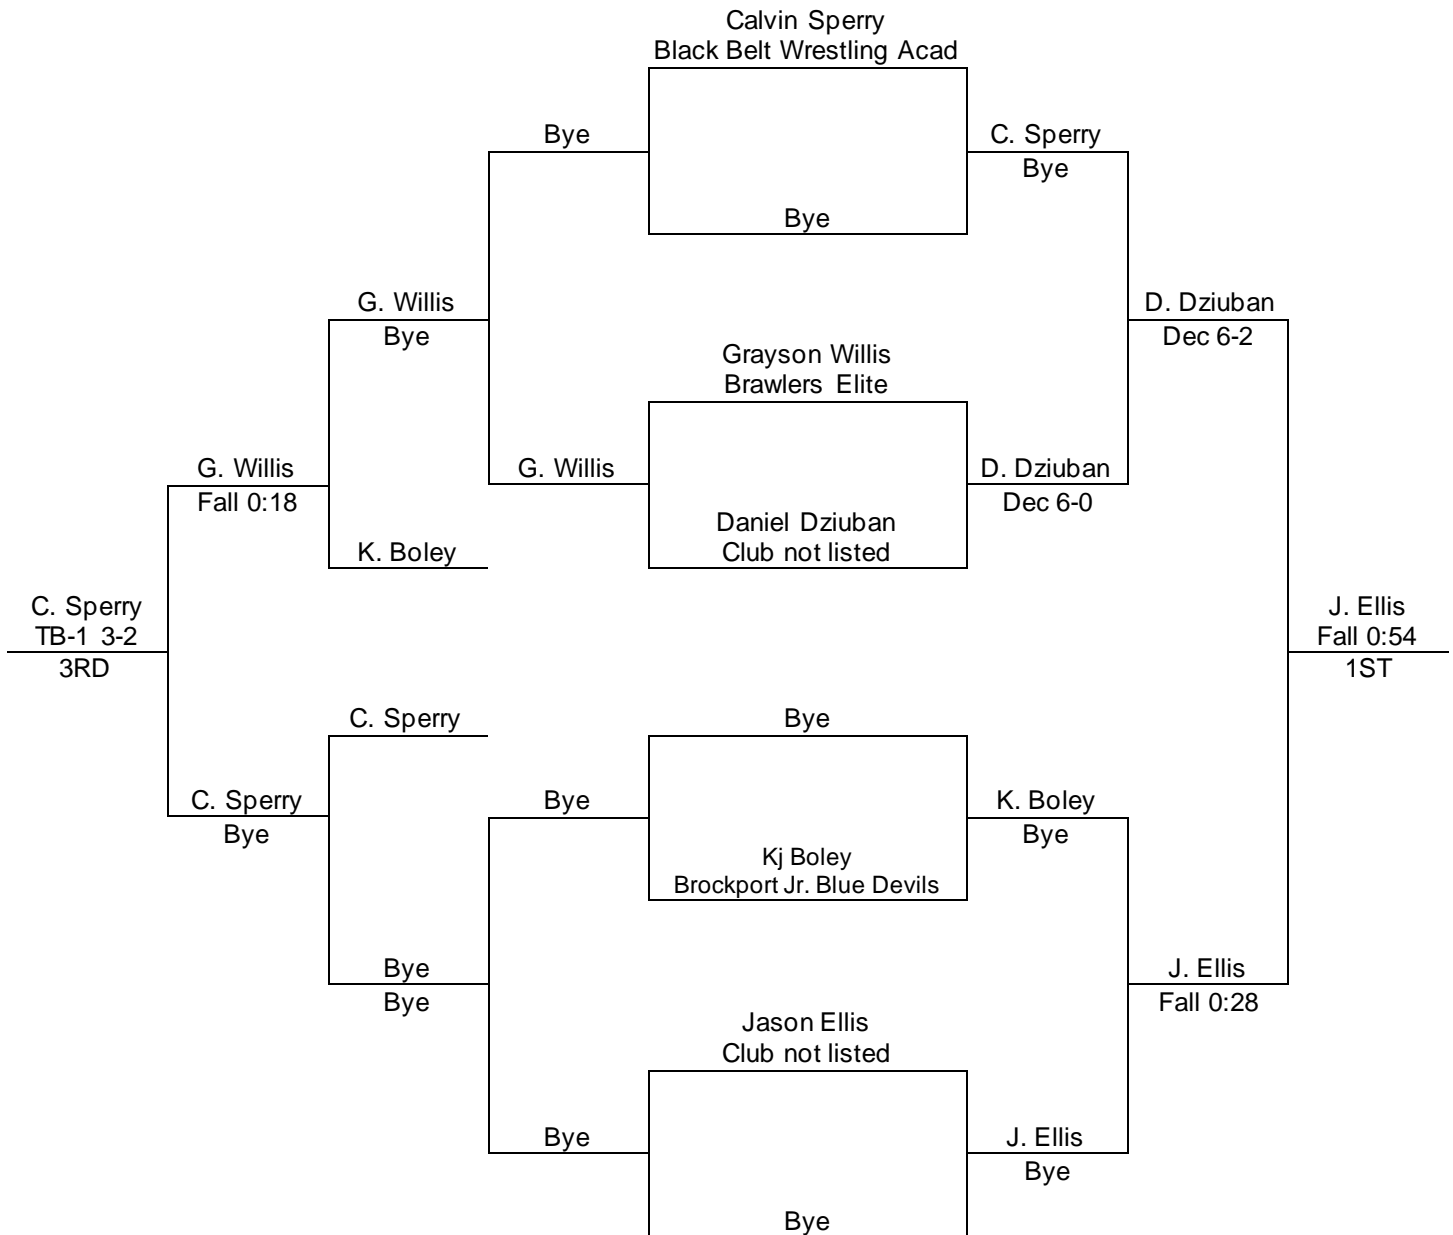 Calvin Sperry
Black Belt Wrestling Acad
Bye
C. Sperry
Bye
Bye
G. Willis
Bye
D. Dziuban
Dec 6-2
Grayson Willis
Brawlers Elite
G. Willis
Fall 0:18
G. Willis
D. Dziuban
Dec 6-0
Daniel Dziuban
Club not listed
K. Boley
C. Sperry
TB-1 3-2
3RD
J. Ellis
Fall 0:54
1ST
C. Sperry
Bye
C. Sperry
Bye
Bye
K. Boley
Bye
Kj Boley
Brockport Jr. Blue Devils
Bye
Bye
J. Ellis
Fall 0:28
Jason Ellis
Club not listed
Bye
J. Ellis
Bye
Bye